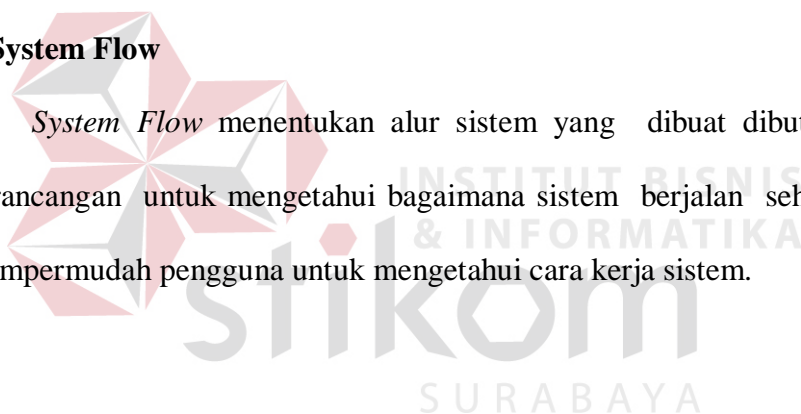 System Flow
System Flow menentukan alur sistem yang dibuat
rancangan untuk mengetahui bagaimana sistem berjalan
untuk mengetahui cara kerja sistem.
INSTITUT BISNIS
& INFORMATIKA
stikom
SURABAYA